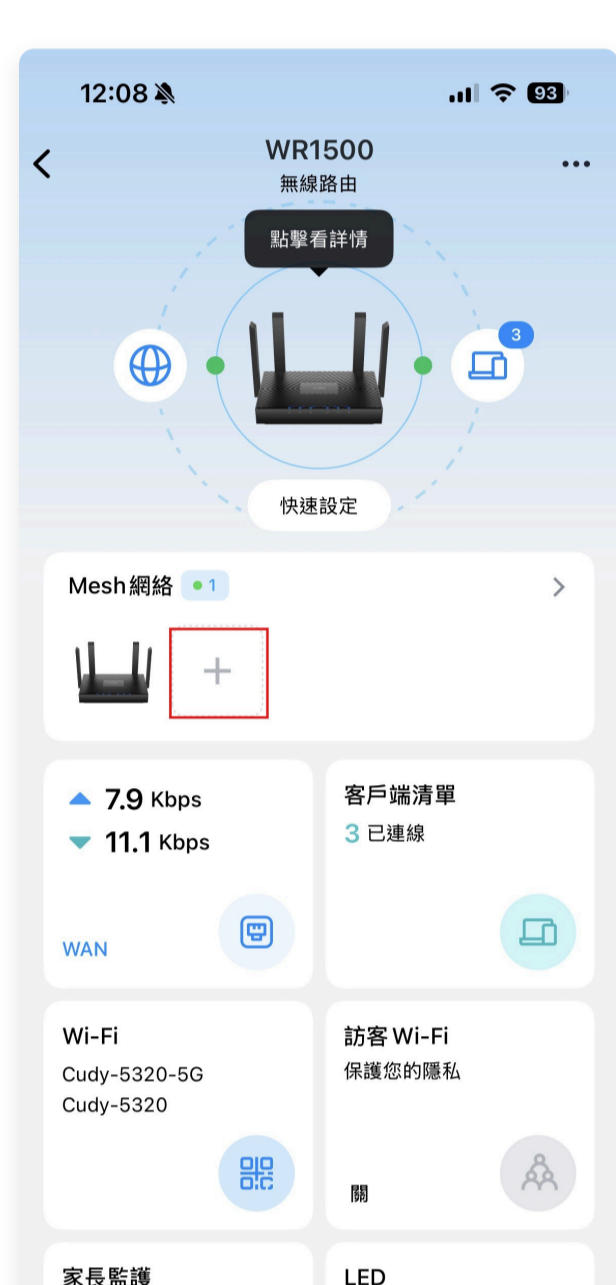 12:08
93
WR1500
無線路由
點擊看詳情
3
快速設定
Mesh網絡 1
7.9 Kbps
11.1 Kbps
WAN
客戶端清單
3 已連線
Wi-Fi
Cudy-5320-5G
Cudy-5320
訪客 Wi-Fi
保護您的隱私
關
家長監護
LED